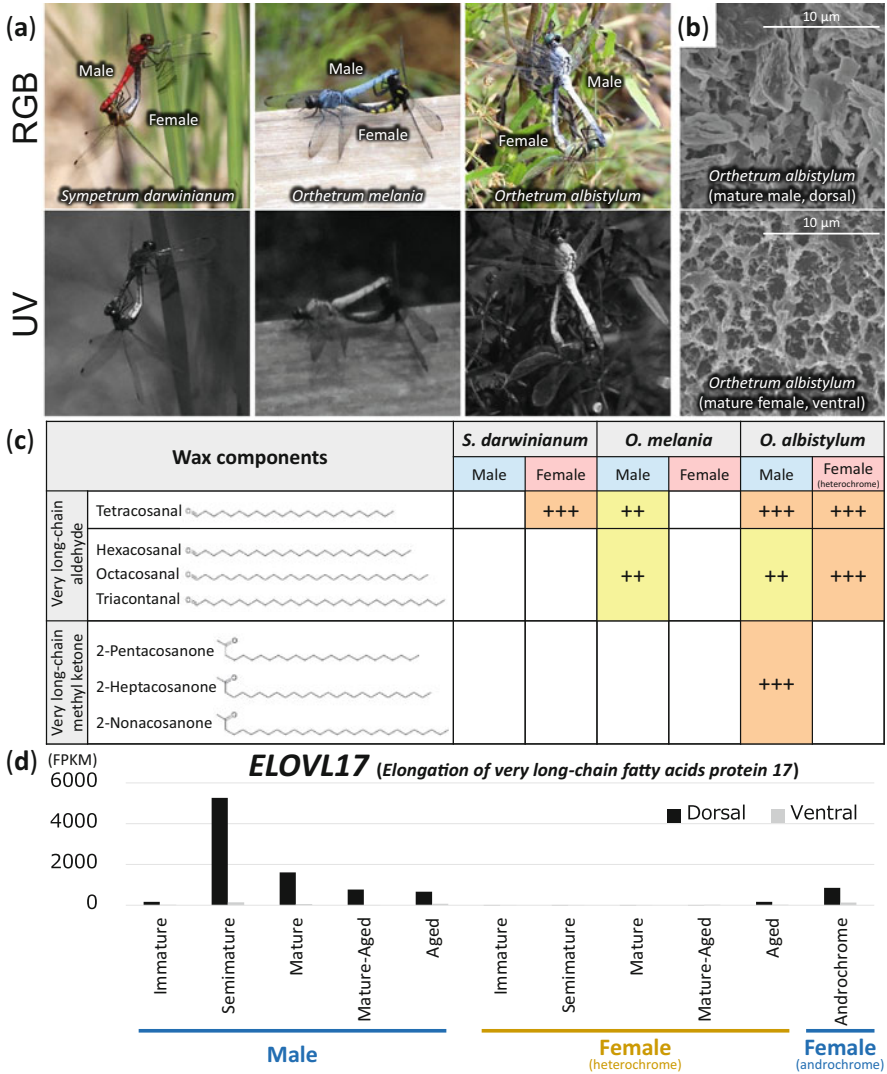 (a)
(b)
RGB
Male
Female
Sympetrum darwinianum
Male
Female
Orthetrum melania
Male
Female
Orthetrum albistylum
10 μm
Orthetrum albistylum
(mature male, dorsal)
UV
10 μm
Orthetrum albistylum
(mature female, ventral)
(c)
Wax components
S. darwinianum
O. melania
O. albistylum
Male
Female
Male
Female
Male
Female
(heterochrome)
Very long-chain
aldehyde
Tetracosanal
O
+++
++
+++
+++
Hexacosanal
O
Octacosanal
O
++
++
+++
Triacontanal
O
Very long-chain
methyl ketone
2-Pentacosanone
O
2-Heptacosanone
O
+++
2-Nonacosanone
O
(d)
(FPKM)
ELOVL17 (Elongation of very long-chain fatty acids protein 17)
6000
4000
2000
0
Dorsal
Ventral
Immature
Semimature
Mature
Mature-Aged
Aged
Immature
Semimature
Mature
Mature-Aged
Aged
Androchrome
Male
Female
(heterochrome)
Female
(androchrome)